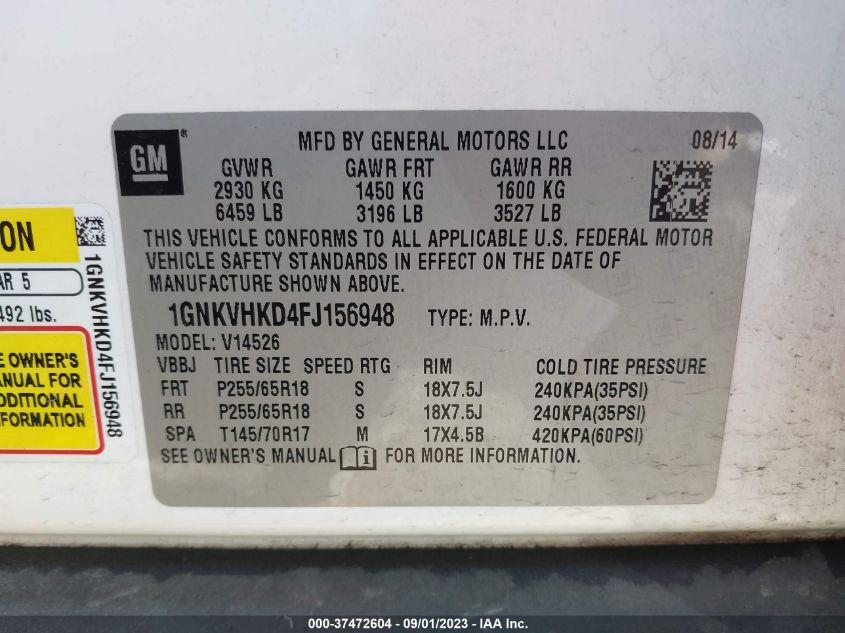 MFD BY GENERAL MOTORS LLC 08/14
GM®
GVWR GAWR FRT GAWR RR
2930 KG 1450 KG 1600 KG
6459 LB 3196 LB 3527 LB
THIS VEHICLE CONFORMS TO ALL APPLICABLE U.S. FEDERAL MOTOR
VEHICLE SAFETY STANDARDS IN EFFECT ON THE DATE OF
MANUFACTURE SHOWN ABOVE.
1GNKVHKD4FJ156948 TYPE: M.P.V.
MODEL: V14526
VBBJ TIRE SIZE SPEED RTG RIM COLD TIRE PRESSURE
FRT P255/65R18 S 18X7.5J 240KPA(35PSI)
RR P255/65R18 S 18X7.5J 240KPA(35PSI)
SPA T145/70R17 M 17X4.5B 420KPA(60PSI)
SEE OWNER'S MANUAL i FOR MORE INFORMATION.
ON
AR 5
492 lbs.
E OWNER'S
ANUAL FOR
DDITIONAL
FORMATION
1GNKVHKD4FJ156948
000-37472604 - 09/01/2023 - IAA Inc.